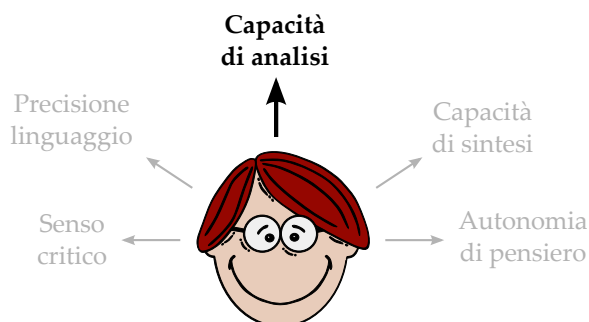 Capacità
di analisi
Precisione
linguaggio
Capacità
di sintesi
Senso
critico
Autonomia
di pensiero